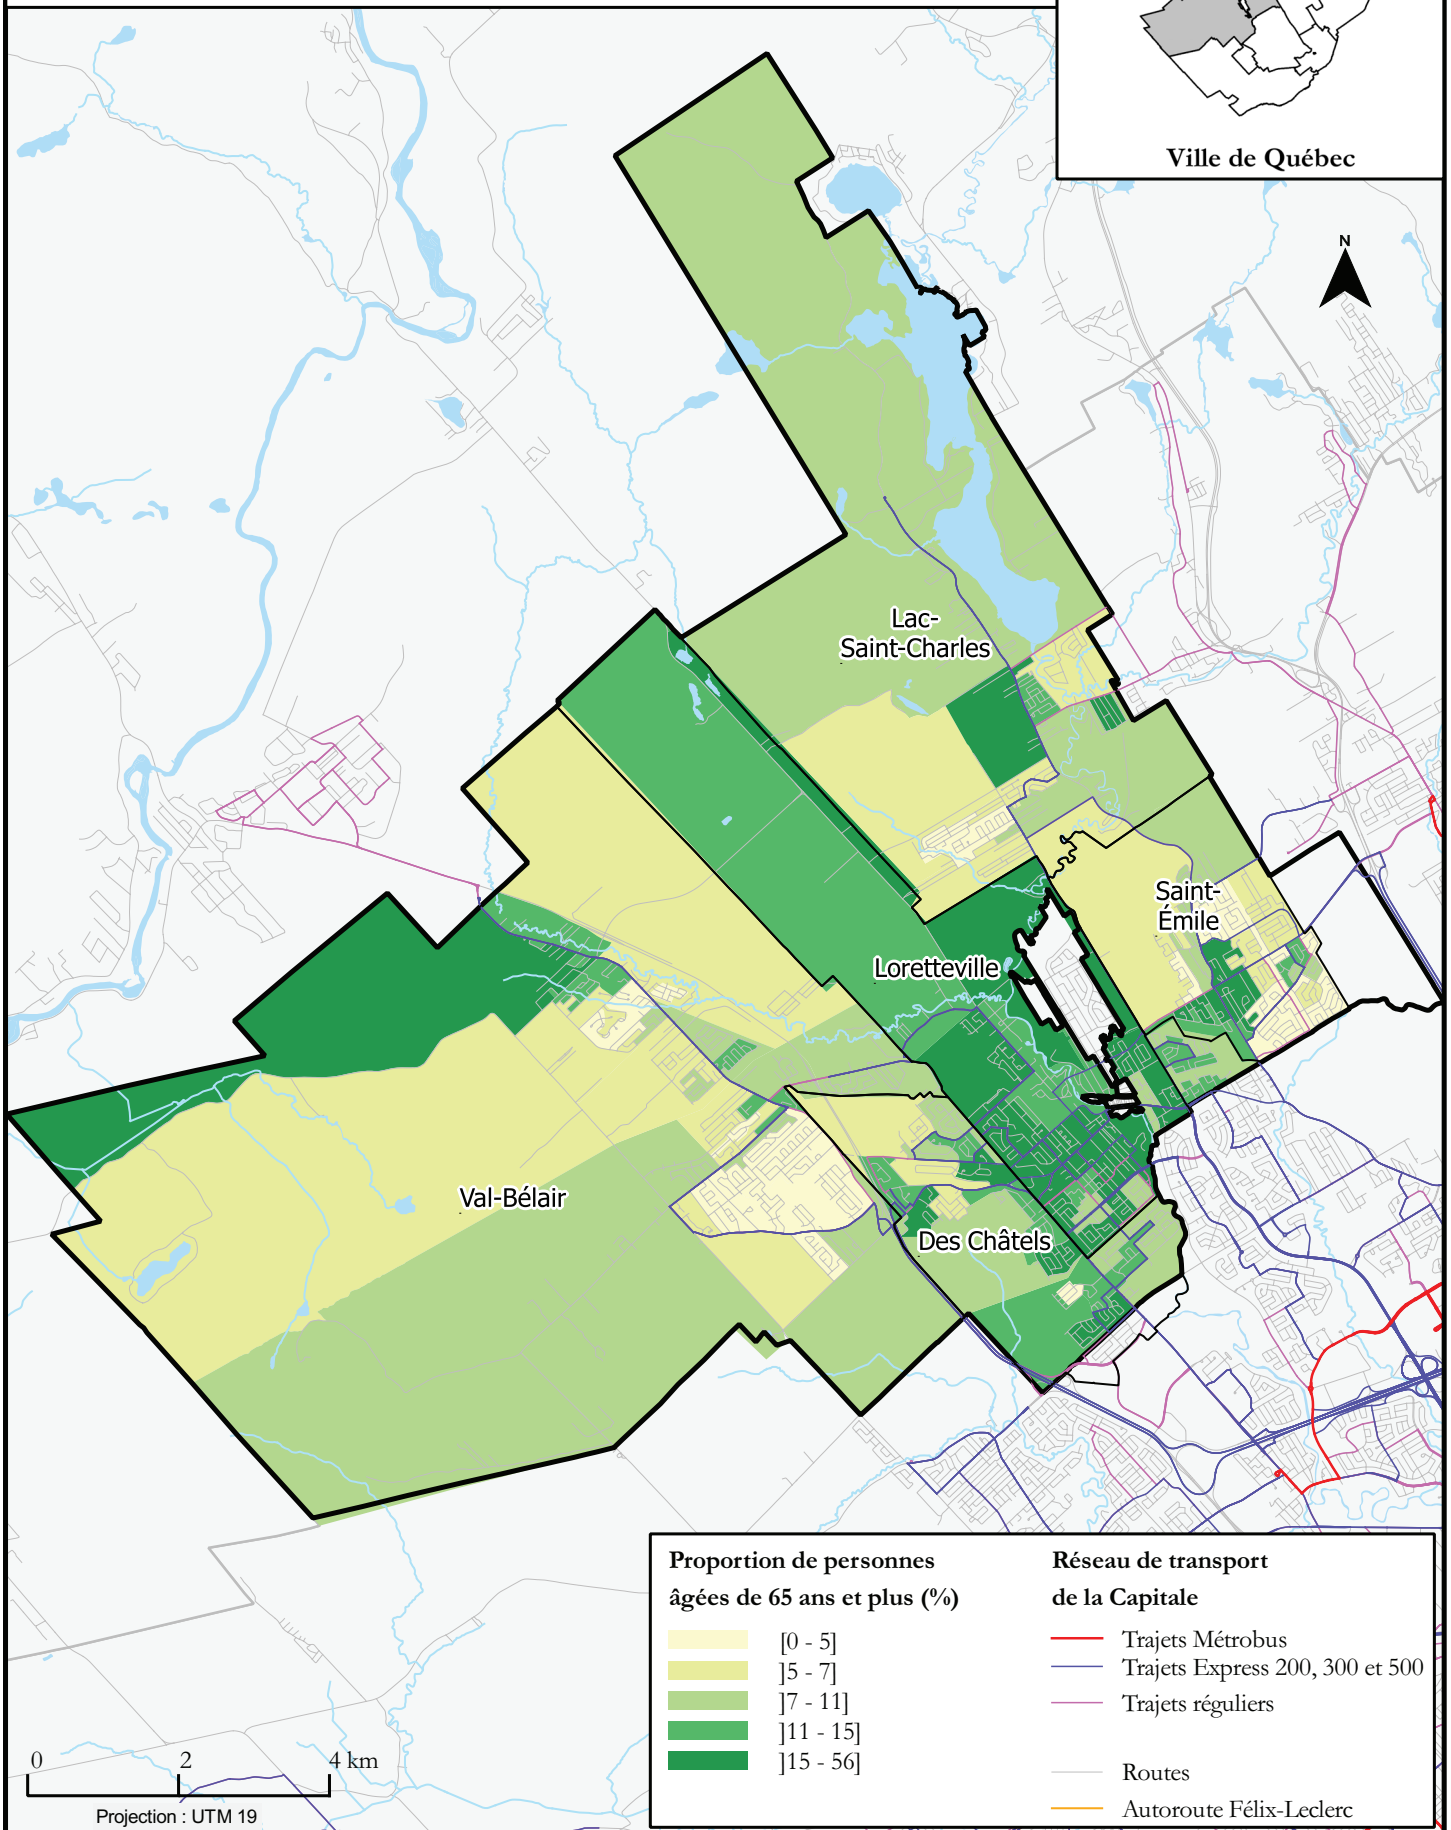 Ville de Québec
N
Lac-
Saint-Charles
Saint-
Émile
Loretteville
Val-Bélair
Des Châtels
Proportion de personnes
âgées de 65 ans et plus (%)
[0 - 5]
]5 - 7]
]7 - 11]
]11 - 15]
]15 - 56]
Réseau de transport
de la Capitale
Trajets Métrobus
Trajets Express 200, 300 et 500
Trajets réguliers
Routes
Autoroute Félix-Leclerc
0 2 4 km
Projection : UTM 19